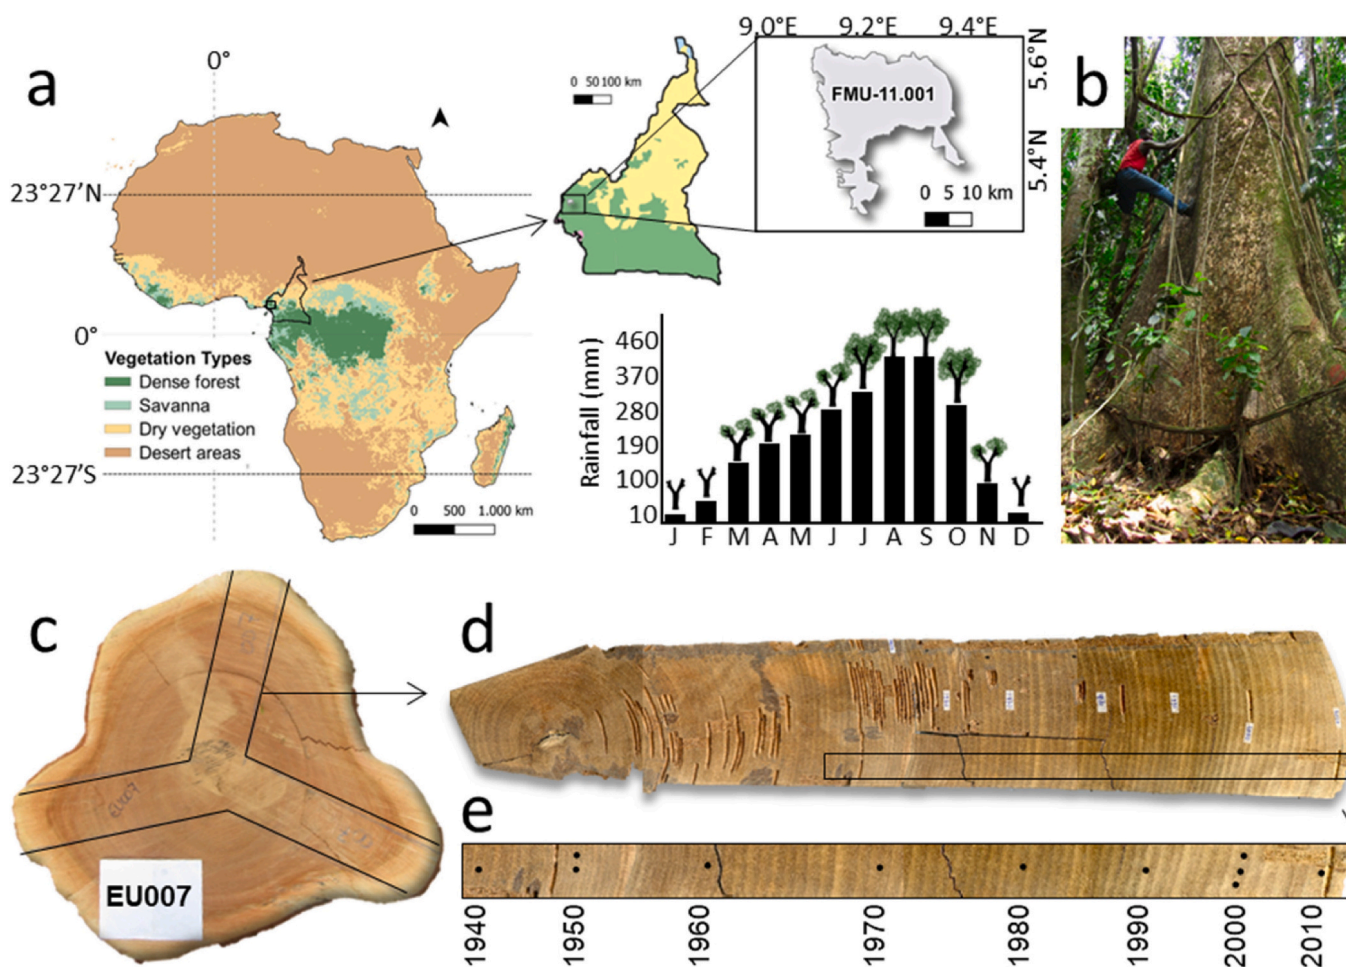 a
0°
23°27'N
0°
23°27'S
Vegetation Types
Dense forest
Savanna
Dry vegetation
Desert areas
0 500 1.000 km
0 50 100 km
9.0°E 9.2°E 9.4°E
5.6°N
5.4°N
FMU-11.001
0 5 10 km
Rainfall (mm)
460
370
280
190
100
10
J F M A M J J A S O N D
b
c
EU007
EU007
d
e
1940 1950 1960 1970 1980 1990 2000 2010